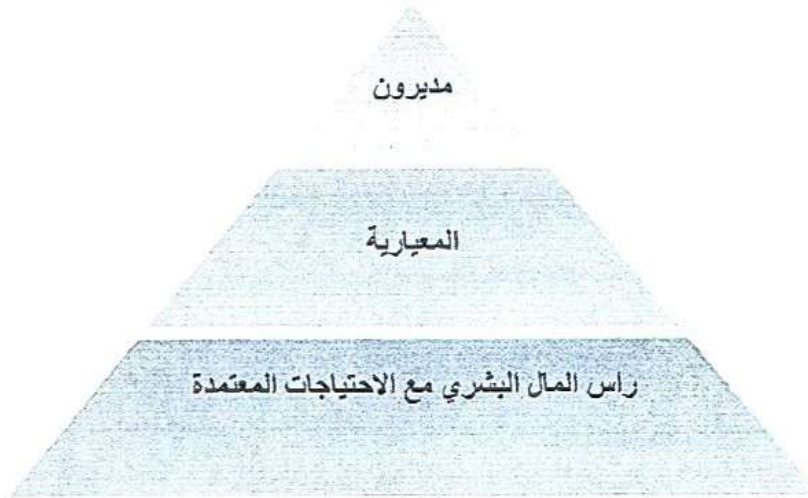 مديرون
المعيارية
راس المال البشري مع الاحتياجات المعتمدة